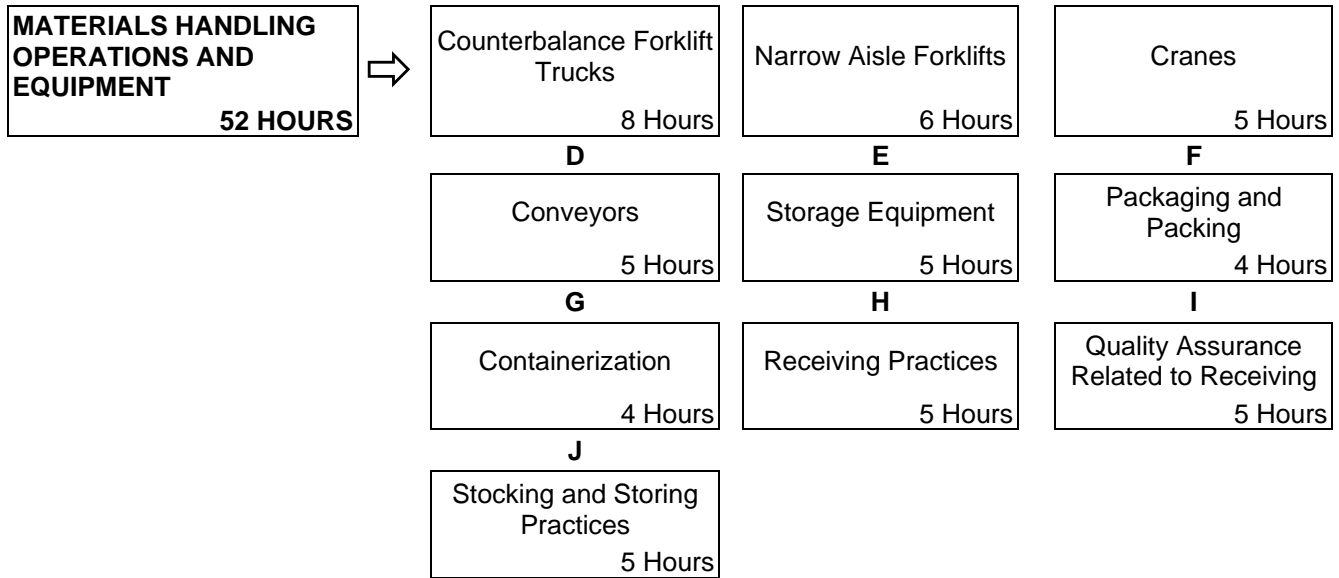 MATERIALS HANDLING
OPERATIONS AND
EQUIPMENT
52 HOURS
Counterbalance Forklift
Trucks
8 Hours
Narrow Aisle Forklifts
6 Hours
Cranes
5 Hours
D
E
F
Conveyors
5 Hours
Storage Equipment
5 Hours
Packaging and
Packing
4 Hours
G
H
I
Containerization
4 Hours
Receiving Practices
5 Hours
Quality Assurance
Related to Receiving
5 Hours
J
Stocking and Storing
Practices
5 Hours